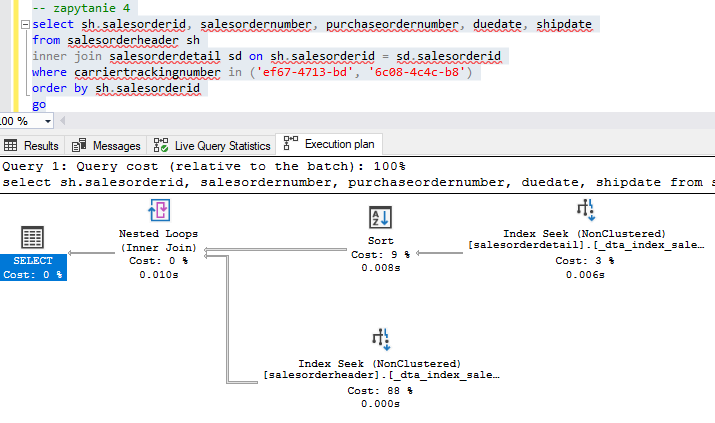 -- zapytanie 4
select sh.salesorderid, salesordernumber, purchaseordernumber, duedate, shipdate
from salesorderheader sh
inner join salesorderdetail sd on sh.salesorderid = sd.salesorderid
where carriertrackingnumber in ('ef67-4713-bd', '6c08-4c4c-b8')
order by sh.salesorderid
go
00 %
Results Messages Live Query Statistics Execution plan
Query 1: Query cost (relative to the batch): 100%
select sh.salesorderid, salesordernumber, purchaseordernumber, duedate, shipdate from s
SELECT
Cost: 0 %
Nested Loops
(Inner Join)
Cost: 0 %
0.010s
Sort
Cost: 9 %
0.008s
Index Seek (NonClustered)
[salesorderdetail].[_dta_index_sale…
Cost: 3 %
0.006s
Index Seek (NonClustered)
[salesorderheader].[_dta_index_sale…
Cost: 88 %
0.000s